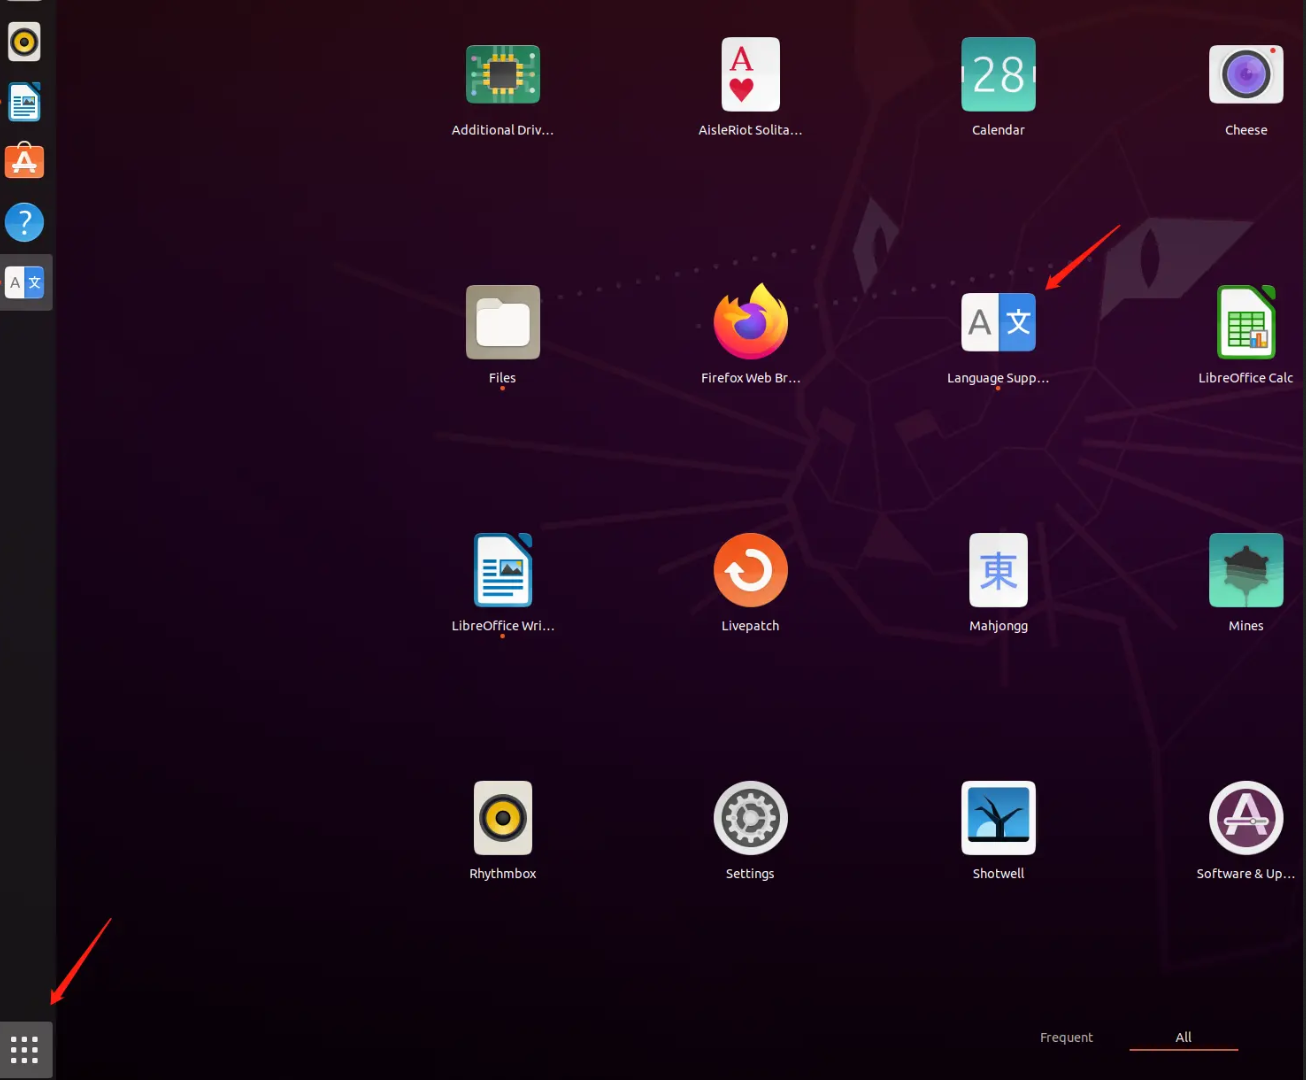 Additional Driv...
A
AisleRiot Solita...
28
Calendar
Cheese
?
A 文
Files
Firefox Web Br...
A 文
Language Supp...
LibreOffice Calc
LibreOffice Wri...
Livepatch
東
Mahjongg
Mines
Rhythmbox
Settings
Shotwell
Software & Up...
Frequent
All